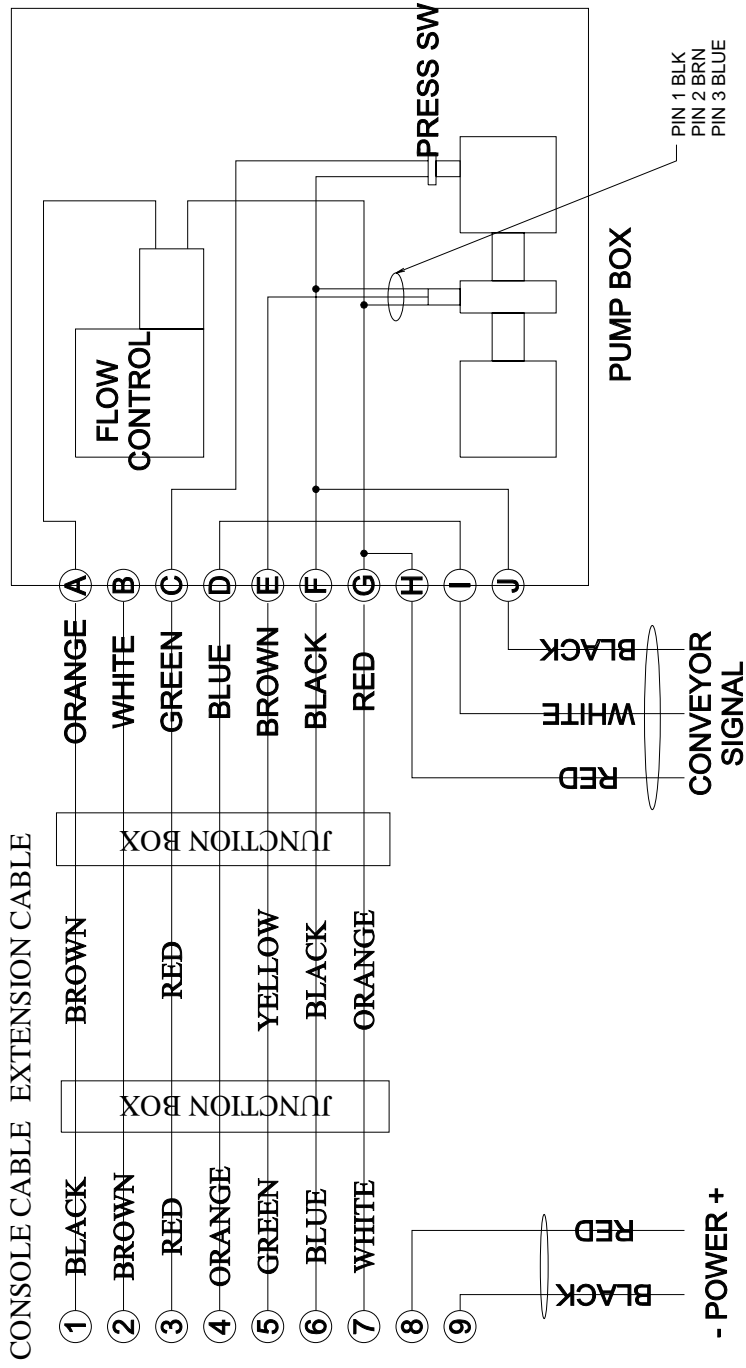 CONSOLE CABLE
EXTENSION CABLE
1
BLACK
BROWN
ORANGE
A
2
BROWN
WHITE
B
3
RED
RED
GREEN
C
4
ORANGE
BLUE
D
5
GREEN
YELLOW
BROWN
E
6
BLUE
BLACK
BLACK
F
7
WHITE
ORANGE
RED
G
8
H
9
I
J
JUNCTION BOX
JUNCTION BOX
BLACK
RED
- POWER +
RED
WHITE
BLACK
CONVEYOR
SIGNAL
FLOW
CONTROL
PRESS SW
PUMP BOX
PIN 1 BLK
PIN 2 BRN
PIN 3 BLUE